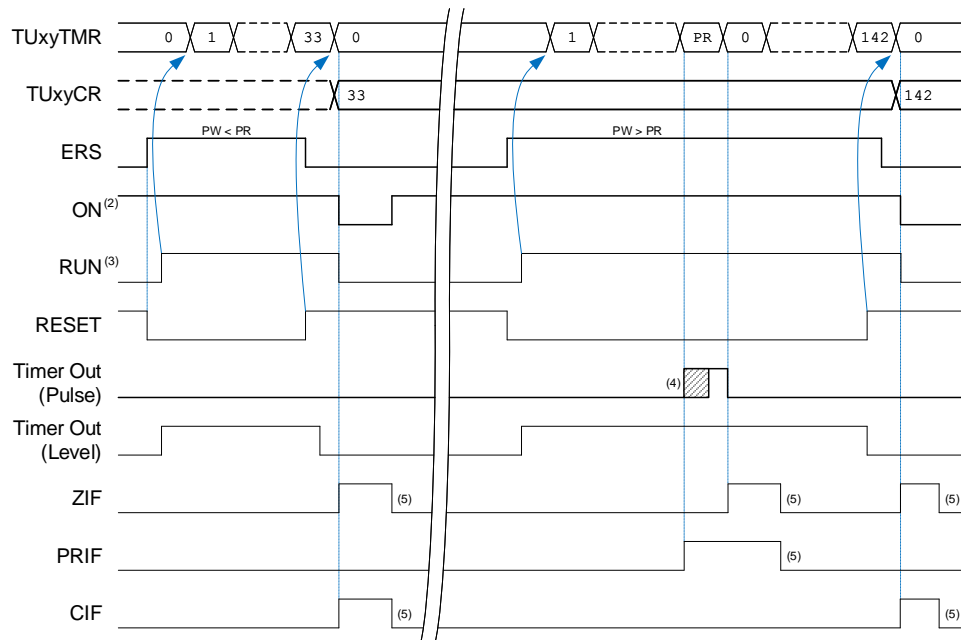 TUxyTMR 0 1 33 0 1 PR 0 142 0
TUxyCR 33 142
ERS PW < PR PW > PR
ON(2)
RUN(3)
RESET
Timer Out
(Pulse) (4)
Timer Out
(Level)
ZIF (5) (5) (5)
PRIF (5)
CIF (5) (5)